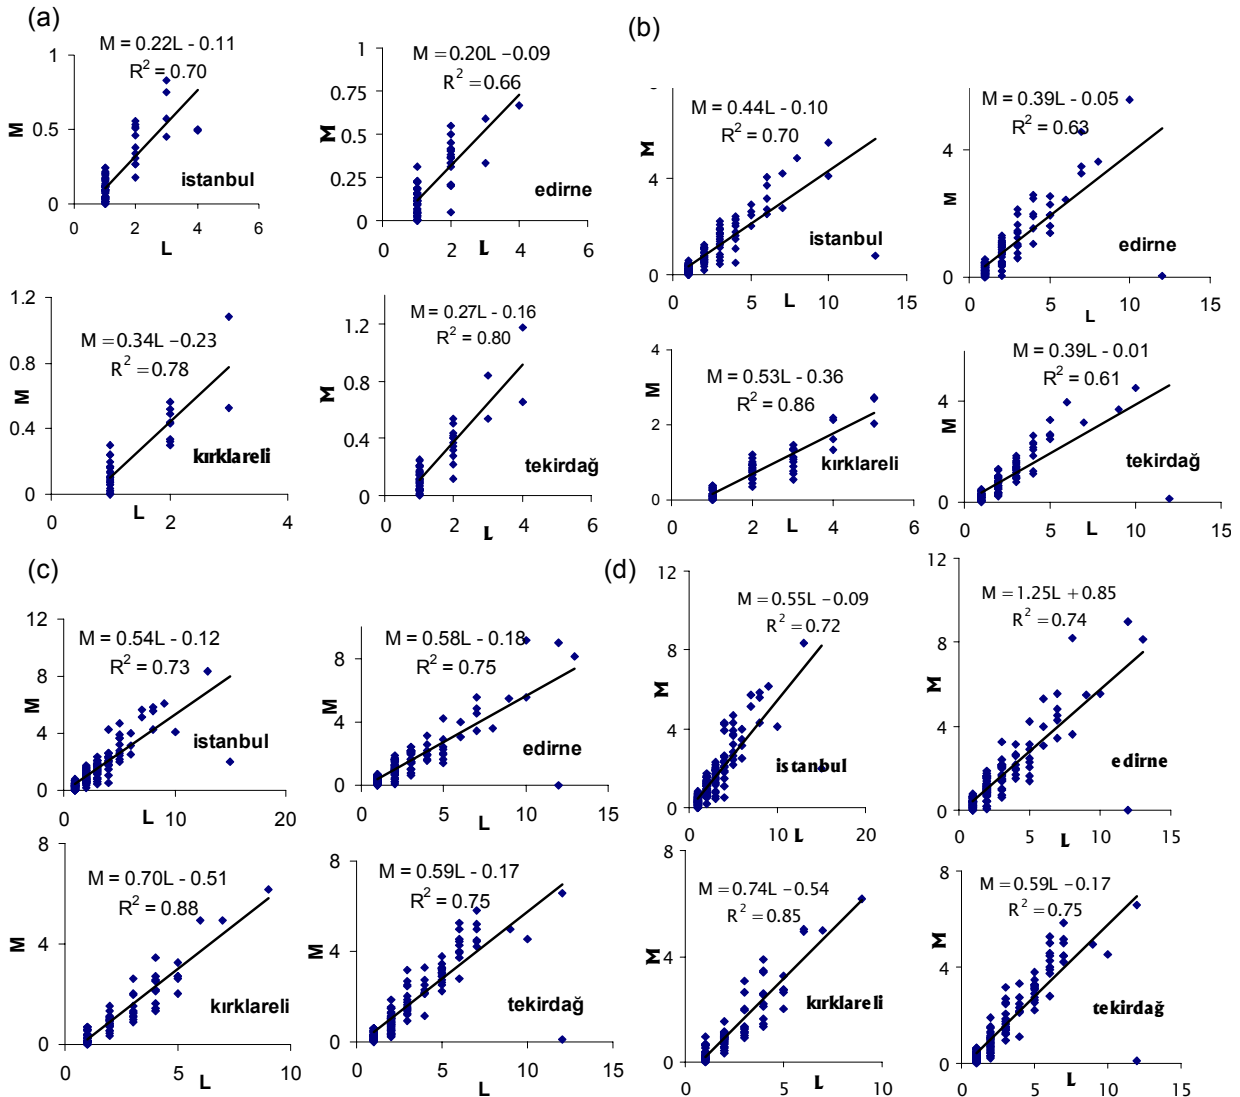 (a)
M = 0.22L - 0.11
R² = 0.70
1
0.5
0
M
istanbul
0 2 4 6
L
M = 0.20L - 0.09
R² = 0.66
1
0.75
0.5
0.25
0
M
edirne
0 2 4 6
L
M = 0.34L - 0.23
R² = 0.78
1.2
0.8
0.4
0
M
kırklareli
0 2 4
L
M = 0.27L - 0.16
R² = 0.80
1.2
0.8
0.4
0
M
tekirdağ
0 2 4 6
L
(b)
M = 0.44L - 0.10
R² = 0.70
4
0
M
istanbul
0 5 10 15
L
M = 0.39L - 0.05
R² = 0.63
4
0
M
edirne
0 5 10 15
L
M = 0.53L - 0.36
R² = 0.86
4
2
0
M
kırklareli
0 2 4 6
L
M = 0.39L - 0.01
R² = 0.61
4
0
M
tekirdağ
0 5 10 15
L
(c)
M = 0.54L - 0.12
R² = 0.73
12
8
4
0
M
istanbul
0 10 20
L
M = 0.58L - 0.18
R² = 0.75
8
4
0
M
edirne
0 5 10 15
L
M = 0.70L - 0.51
R² = 0.88
8
4
0
M
kırklareli
0 5 10
L
M = 0.59L - 0.17
R² = 0.75
8
4
0
M
tekirdağ
0 5 10 15
L
(d)
M = 0.55L - 0.09
R² = 0.72
12
8
4
0
M
istanbul
0 10 20
L
M = 1.25L + 0.85
R² = 0.74
12
8
4
0
M
edirne
0 5 10 15
L
M = 0.74L - 0.54
R² = 0.85
8
4
0
M
kırklareli
0 5 10
L
M = 0.59L - 0.17
R² = 0.75
8
4
0
M
tekirdağ
0 5 10 15
L